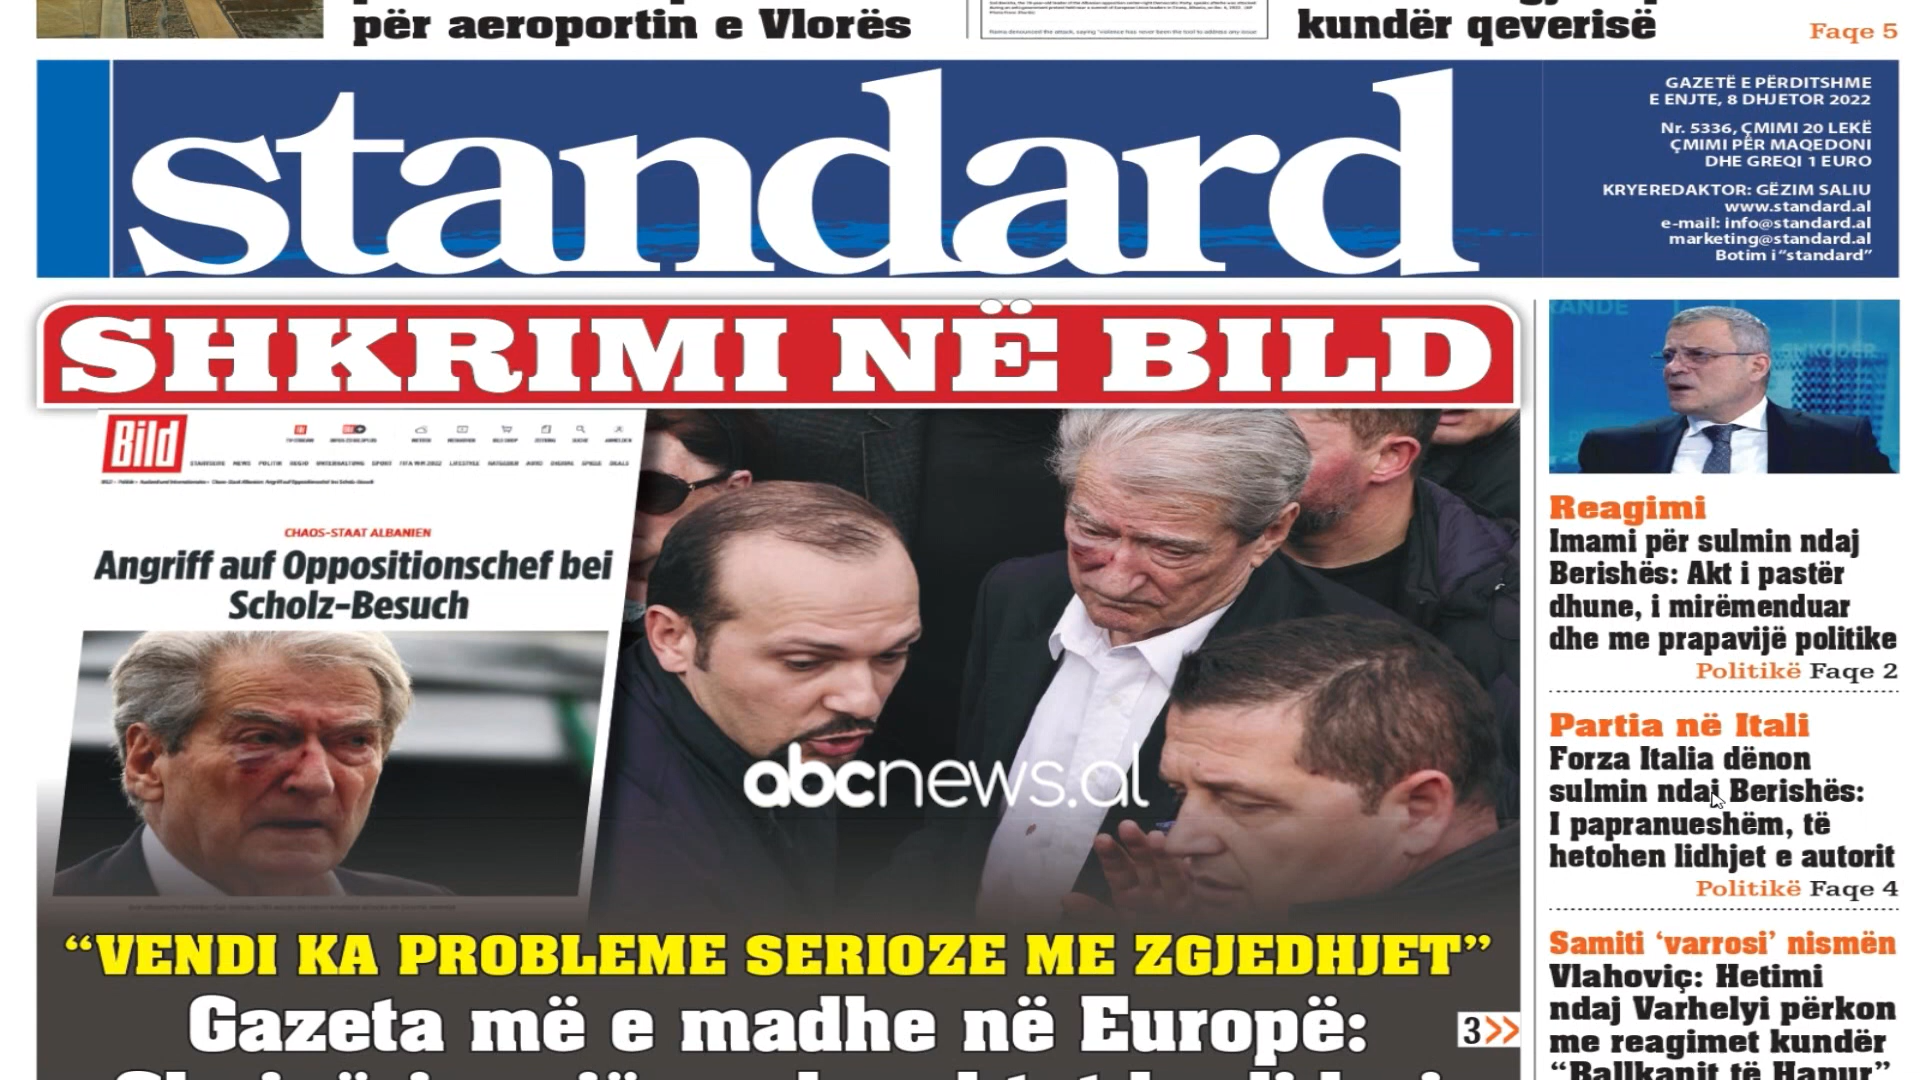 për aeroportin e Vlorës
kundër qeverisë
Faqe 5
standard
GAZETË E PËRDITSHME
E ENJTE, 8 DHJETOR 2022
Nr. 5336, ÇMIMI 20 LEKË
ÇMIMI PËR MAQEDONI
DHE GREQI 1 EURO
KRYEREDAKTOR: GËZIM SALIU
www.standard.al
e-mail: info@standard.al
marketing@standard.al
Botim i “standard”
SHKRIMI NË BILD
Bild
CHAOS-STAAT ALBANIEN
Angriff auf Oppositionschef bei
Scholz-Besuch
abcnews.al
“VENDI KA PROBLEME SERIOZE ME ZGJEDHJET”
Gazeta më e madhe në Europë:
3>>
Reagimi
Imami për sulmin ndaj
Berishës: Akt i pastër
dhune, i mirëmenduar
dhe me prapavijë politike
Politikë Faqe 2
Partia në Itali
Forza Italia dënon
sulmin ndaj Berishës:
I papranueshëm, të
hetohen lidhjet e autorit
Politikë Faqe 4
Samiti ‘varrosi’ nismën
Vlahoviç: Hetimi
ndaj Varhelyi përkon
me reagimet kundër
“Ballkanit të Hapur”